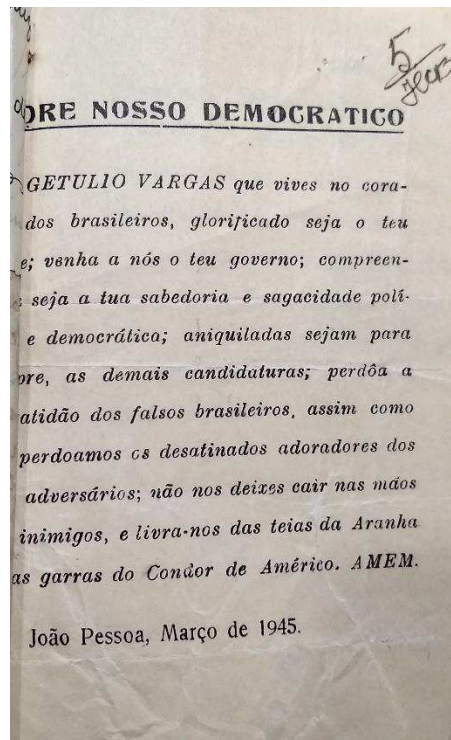 5
DRE NOSSO DEMOCRATICO
GETULIO VARGAS que vives no cora-
dos brasileiros, glorificado seja o teu
e; venha a nós o teu governo; compreen-
seja a tua sabedoria e sagacidade polí-
e democrática; aniquiladas sejam para
pre, as demais candidaturas; perdôa a
atidão dos falsos brasileiros, assim como
perdoamos os desatinados adoradores dos
adversários; não nos deixes cair nas mãos
inimigos, e livra-nos das teias da Aranha
as garras do Condor de Américo. AMEM.
João Pessoa, Março de 1945.